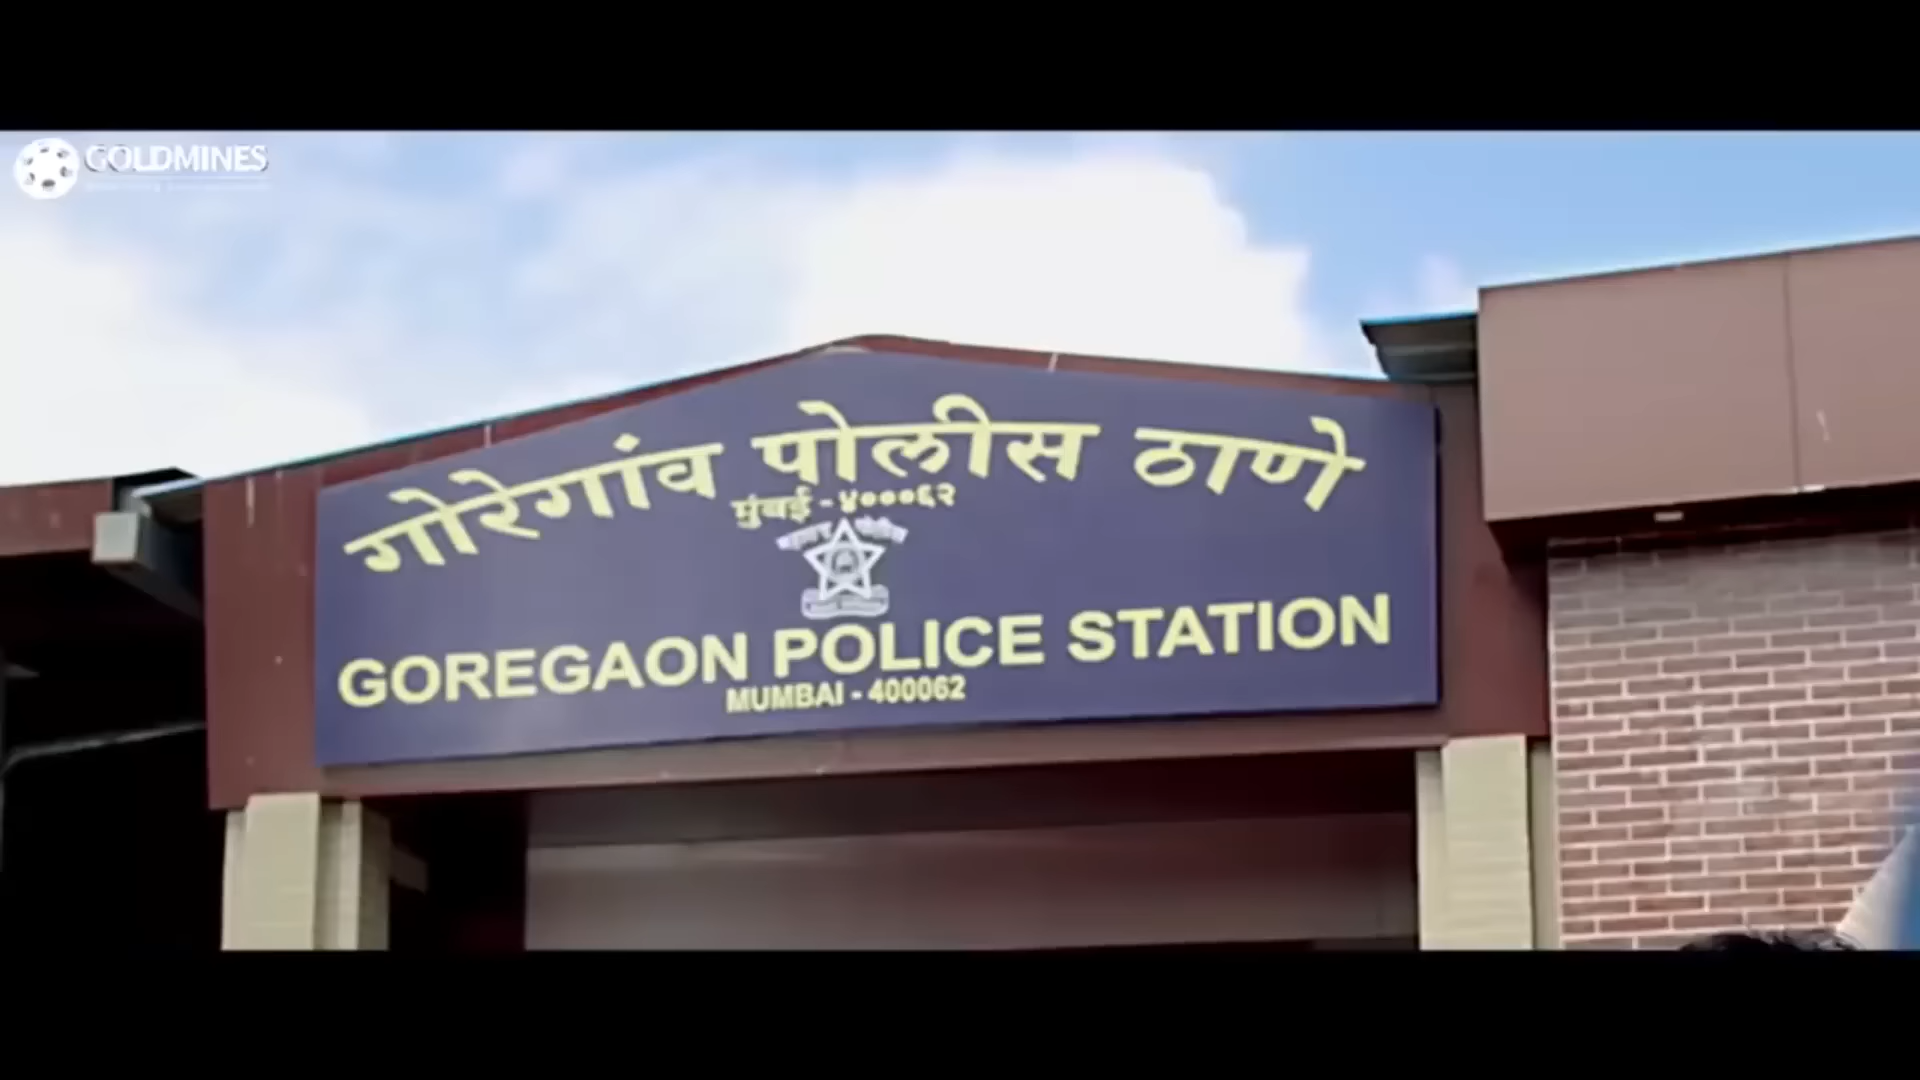 GOLDMINES
गोरेगांव पोलीस ठाणे
मुंबई - ४०००६२
GOREGAON POLICE STATION
MUMBAI - 400062